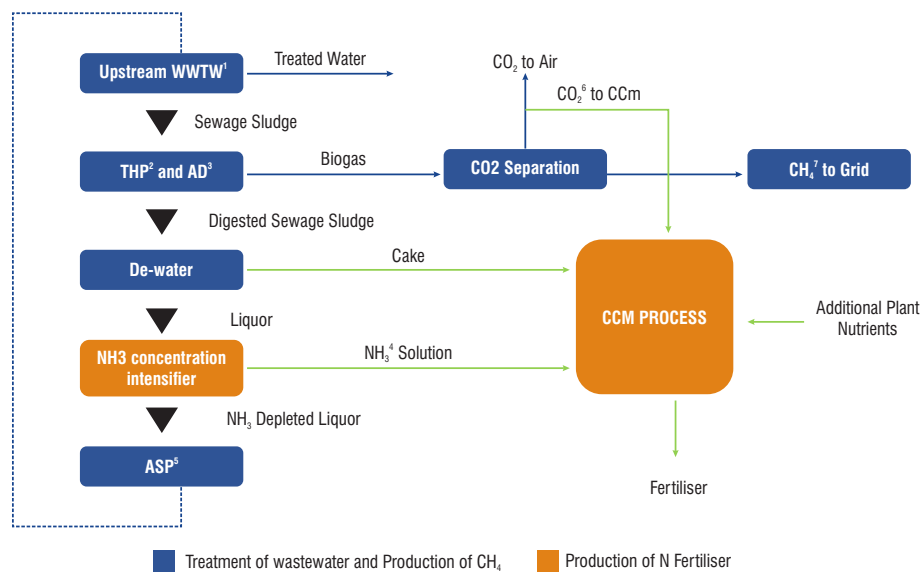 Upstream WWTW¹
Treated Water
CO₂ to Air
CO₂⁶ to CCm
Sewage Sludge
THP² and AD³
Biogas
CO2 Separation
CH₄⁷ to Grid
Digested Sewage Sludge
De-water
Cake
CCM PROCESS
Additional Plant
Nutrients
Liquor
NH3 concentration
intensifier
NH₃⁴ Solution
NH₃ Depleted Liquor
ASP⁵
Fertiliser
Treatment of wastewater and Production of CH₄
Production of N Fertiliser